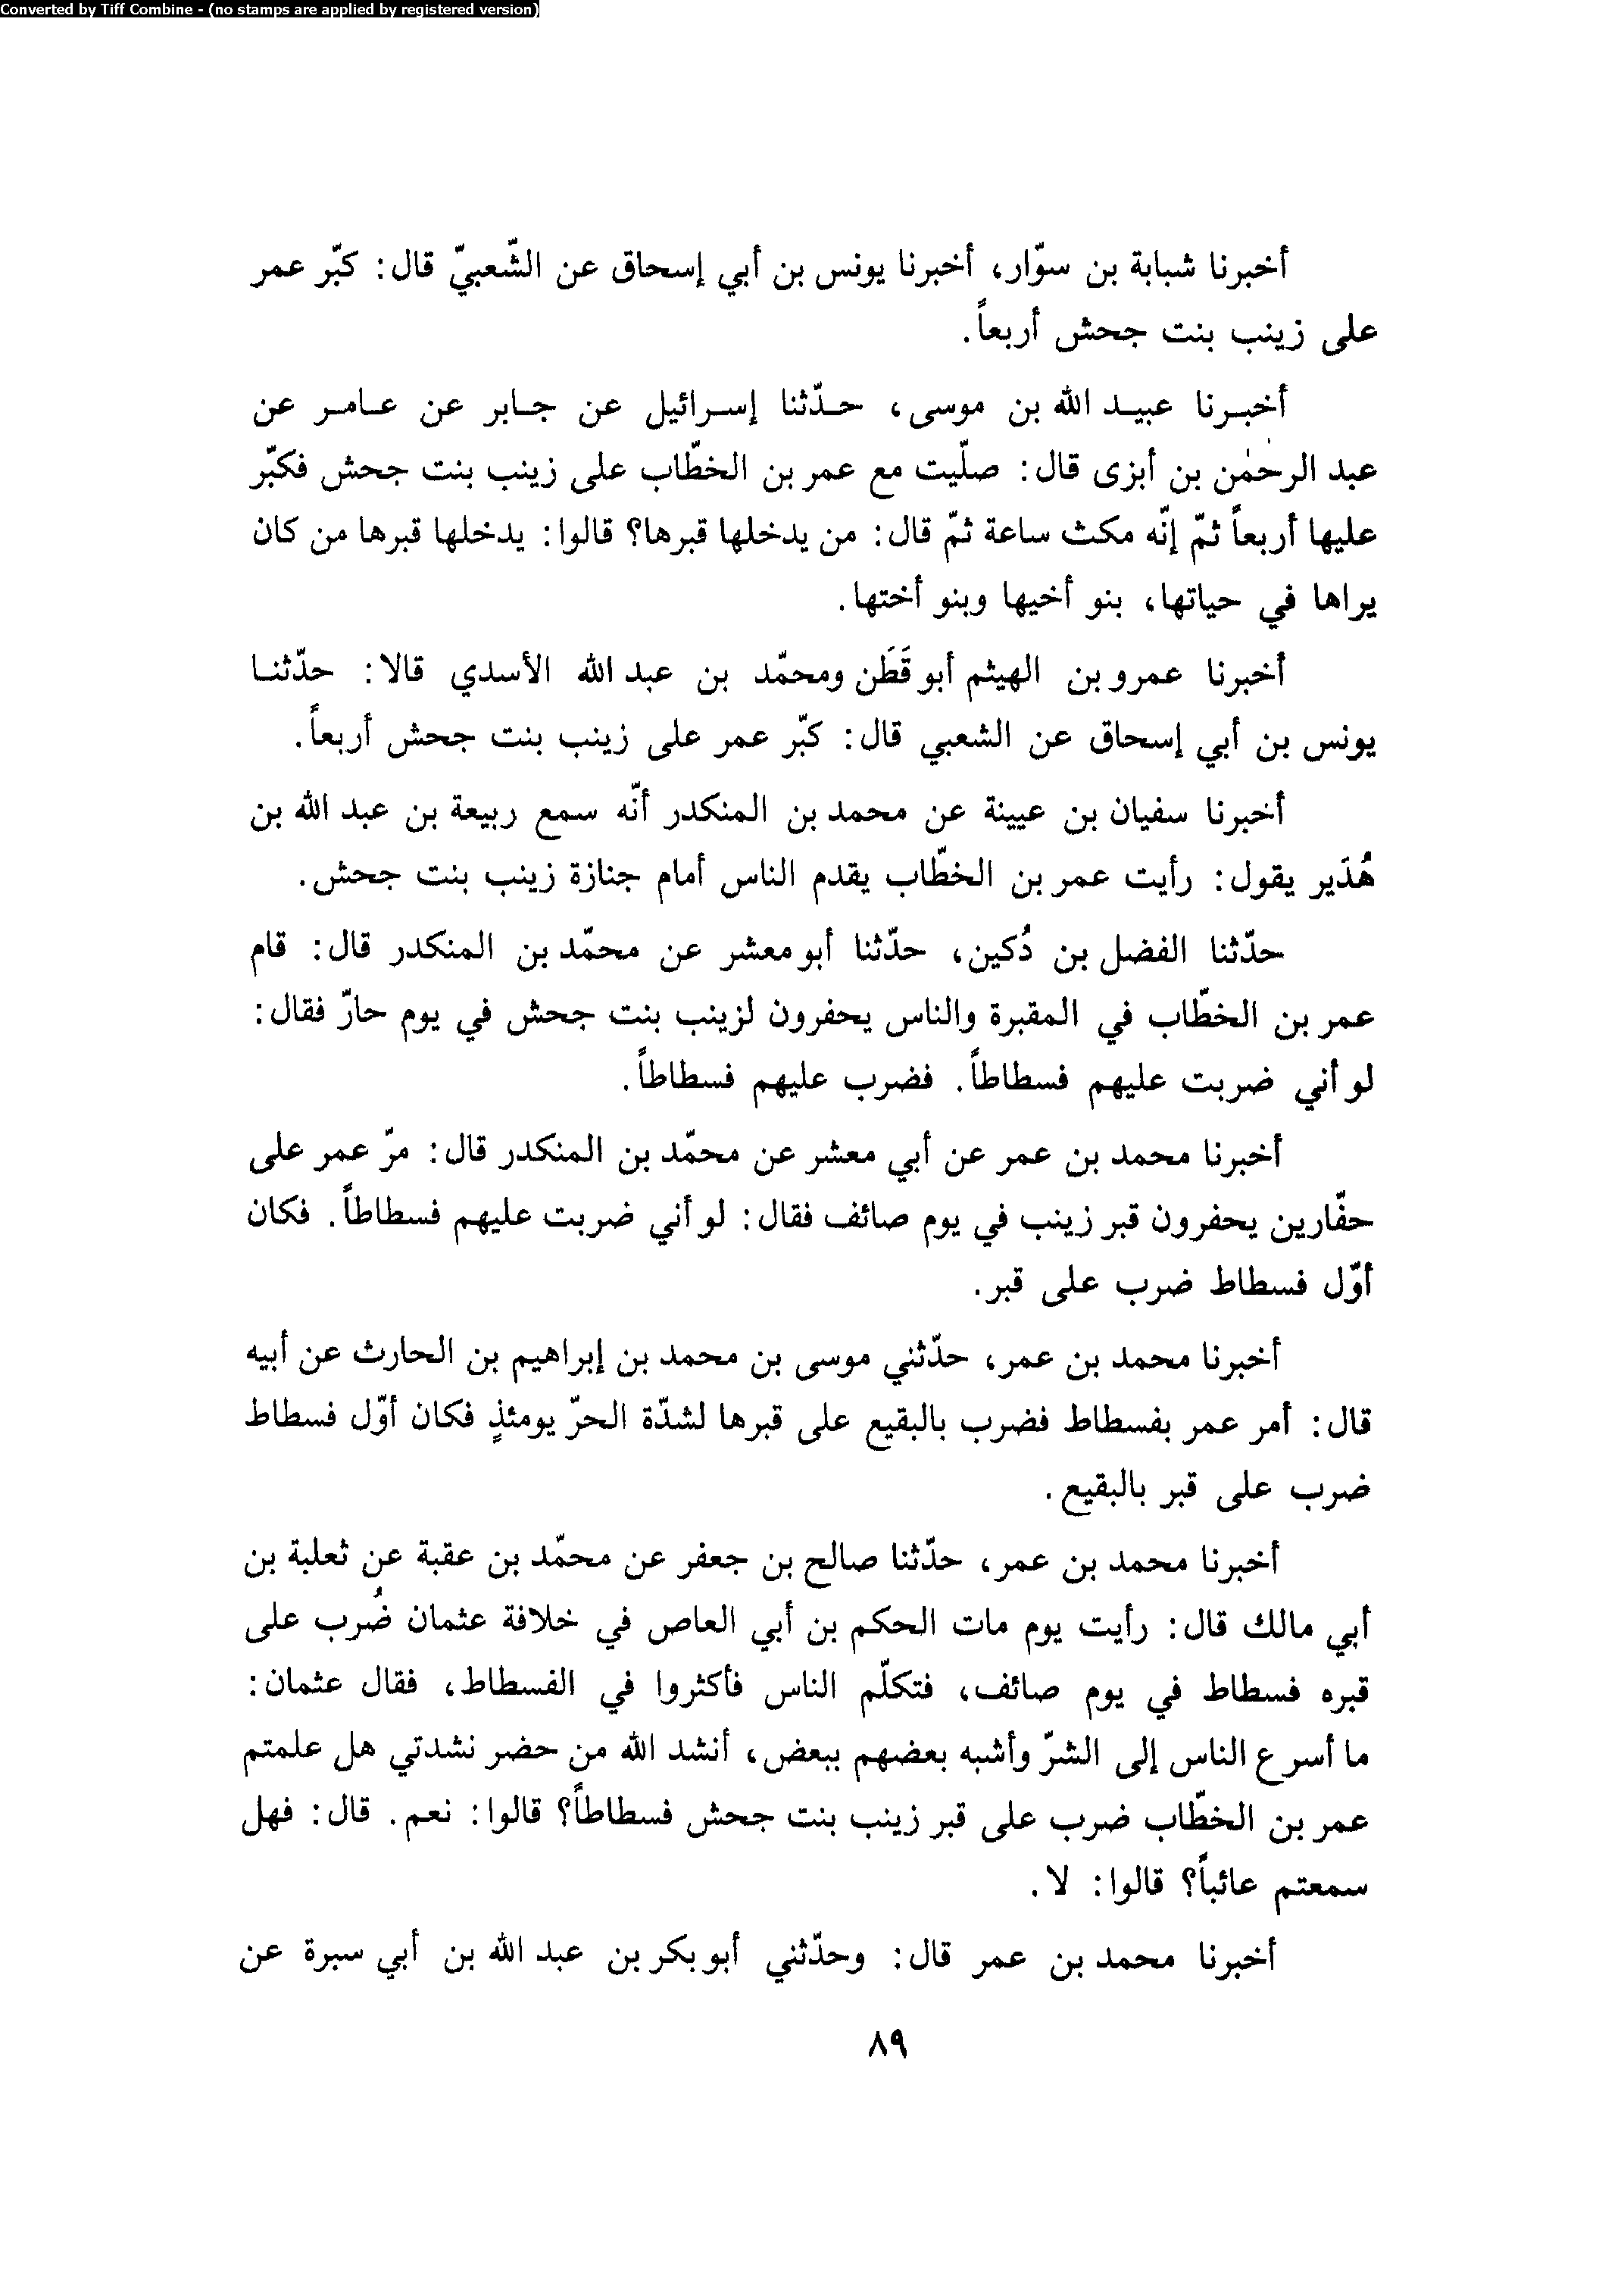 Converted by Tiff Combine - (no stamps are applied by registered version)
أخبرنا شبابة بن سوّار، أخبرنا يونس بن أبي إسحاق عن الشّعبيّ قال: كبّر عمر
على زينب بنت جحش أربعاً.
أخبرنا عبيد الله بن موسى، حدّثنا إسرائيل عن جابر عن عامر عن
عبد الرحمٰن بن أبزى قال: صلّيت مع عمر بن الخطّاب على زينب بنت جحش فكبّر
عليها أربعاً ثمّ إنّه مكث ساعة ثمّ قال: من يدخلها قبرها؟ قالوا: يدخلها قبرها من كان
يراها في حياتها، بنو أخيها وبنو أختها.
أخبرنا عمرو بن الهيثم أبو قَطَن ومحمّد بن عبد الله الأسدي قالا: حدّثنا
يونس بن أبي إسحاق عن الشعبي قال: كبّر عمر على زينب بنت جحش أربعاً.
أخبرنا سفيان بن عيينة عن محمد بن المنكدر أنّه سمع ربيعة بن عبد الله بن
هُدَير يقول: رأيت عمر بن الخطّاب يقدم الناس أمام جنازة زينب بنت جحش.
حدّثنا الفضل بن دُكين، حدّثنا أبو معشر عن محمّد بن المنكدر قال: قام
عمر بن الخطّاب في المقبرة والناس يحفرون لزينب بنت جحش في يوم حارّ فقال:
لو أني ضربت عليهم فسطاطاً. فضرب عليهم فسطاطاً.
أخبرنا محمد بن عمر عن أبي معشر عن محمّد بن المنكدر قال: مرّ عمر على
حفّارين يحفرون قبر زينب في يوم صائف فقال: لو أني ضربت عليهم فسطاطاً. فكان
أوّل فسطاط ضرب على قبر.
أخبرنا محمد بن عمر، حدّثني موسى بن محمد بن إبراهيم بن الحارث عن أبيه
قال: أمر عمر بفسطاط فضرب بالبقيع على قبرها لشدّة الحرّ يومئذٍ فكان أوّل فسطاط
ضرب على قبر بالبقيع.
أخبرنا محمد بن عمر، حدّثنا صالح بن جعفر عن محمّد بن عقبة عن ثعلبة بن
أبي مالك قال: رأيت يوم مات الحكم بن أبي العاص في خلافة عثمان ضُرب على
قبره فسطاط في يوم صائف، فتكلّم الناس فأكثروا في الفسطاط، فقال عثمان:
ما أسرع الناس إلى الشرّ وأشبه بعضهم ببعض، أنشد الله من حضر نشدتي هل علمتم
عمر بن الخطّاب ضرب على قبر زينب بنت جحش فسطاطاً؟ قالوا: نعم. قال: فهل
سمعتم عائباً؟ قالوا: لا.
أخبرنا محمد بن عمر قال: وحدّثني أبو بكر بن عبد الله بن أبي سبرة عن
٨٩